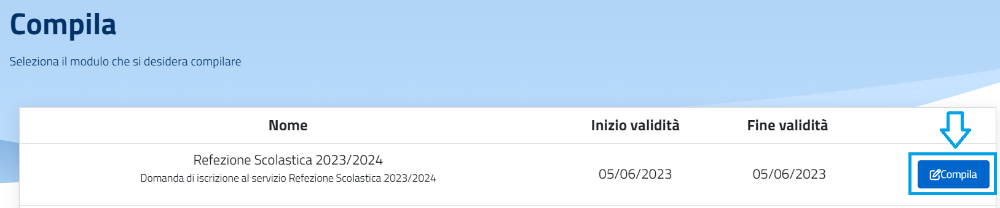 Compila
Seleziona il modulo che si desidera compilare
Nome Inizio validità Fine validità
Refezione Scolastica 2023/2024
Domanda di iscrizione al servizio Refezione Scolastica 2023/2024
05/06/2023 05/06/2023 Compila